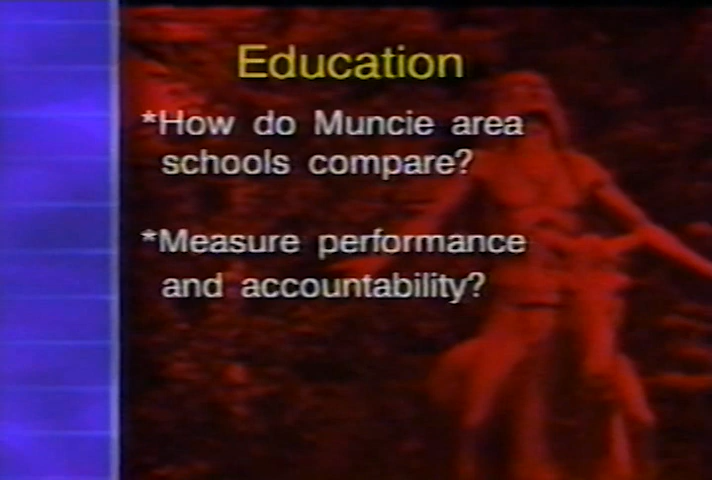 Education
*How do Muncie area
schools compare?
*Measure performance
and accountability?